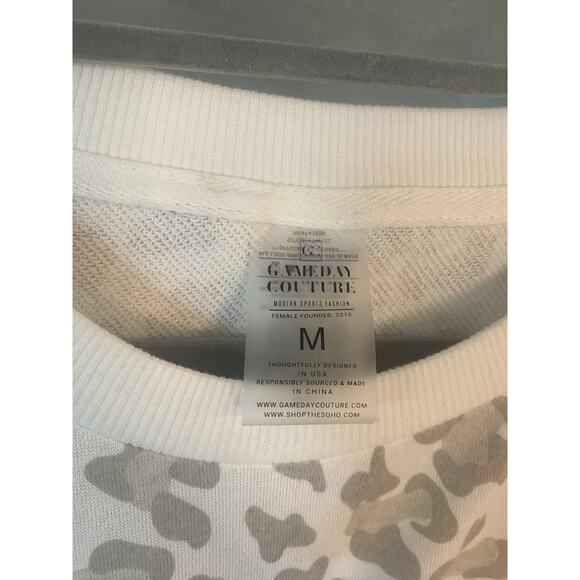 GC
GAMEDAY
COUTURE
MODERN SPORTS FASHION
FEMALE FOUNDED, 2010
M
THOUGHTFULLY DESIGNED
IN USA
RESPONSIBLY SOURCED & MADE
IN CHINA
WWW.GAMEDAYCOUTURE.COM
WWW.SHOPTHESOHO.COM